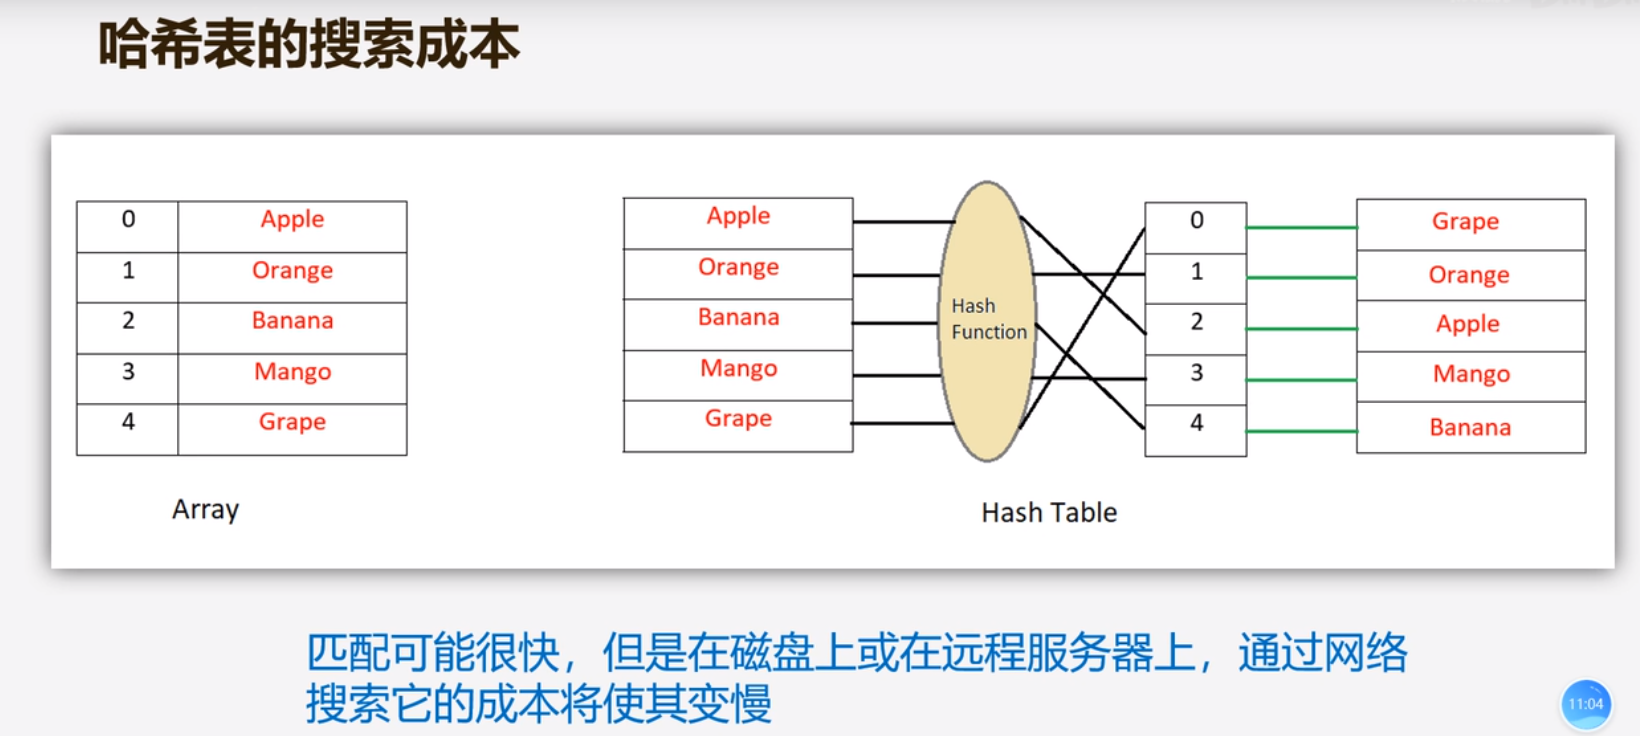 哈希表的搜索成本
0 Apple
1 Orange
2 Banana
3 Mango
4 Grape
Array
Apple
Orange
Banana
Mango
Grape
Hash
Function
0
1
2
3
4
Grape
Orange
Apple
Mango
Banana
Hash Table
匹配可能很快，但是在磁盘上或在远程服务器上，通过网络
搜索它的成本将使其变慢
11:04